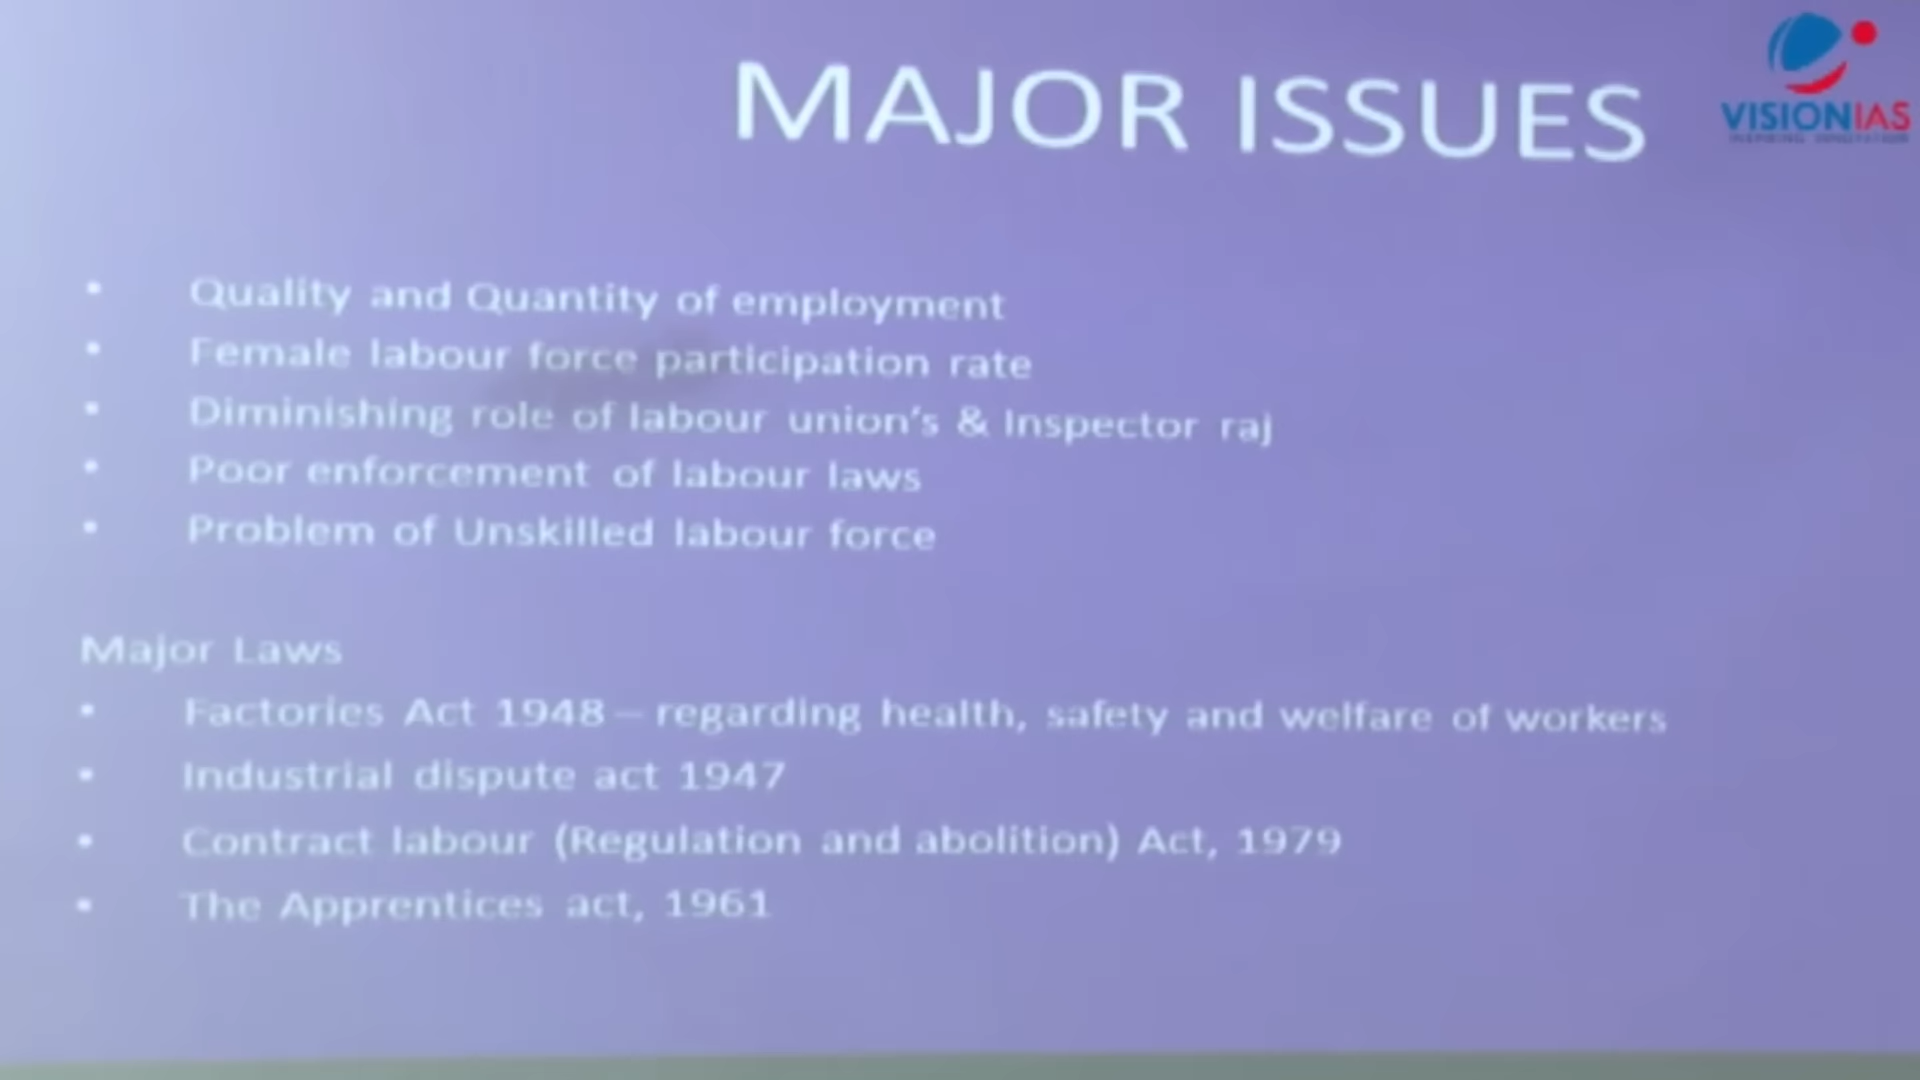 MAJOR ISSUES
VISIONIAS
• Quality and Quantity of employment
• Female labour force participation rate
• Diminishing role of labour union's & Inspector raj
• Poor enforcement of labour laws
• Problem of Unskilled labour force
Major Laws
• Factories Act 1948 – regarding health, safety and welfare of workers
• Industrial dispute act 1947
• Contract labour (Regulation and abolition) Act, 1979
• The Apprentices act, 1961